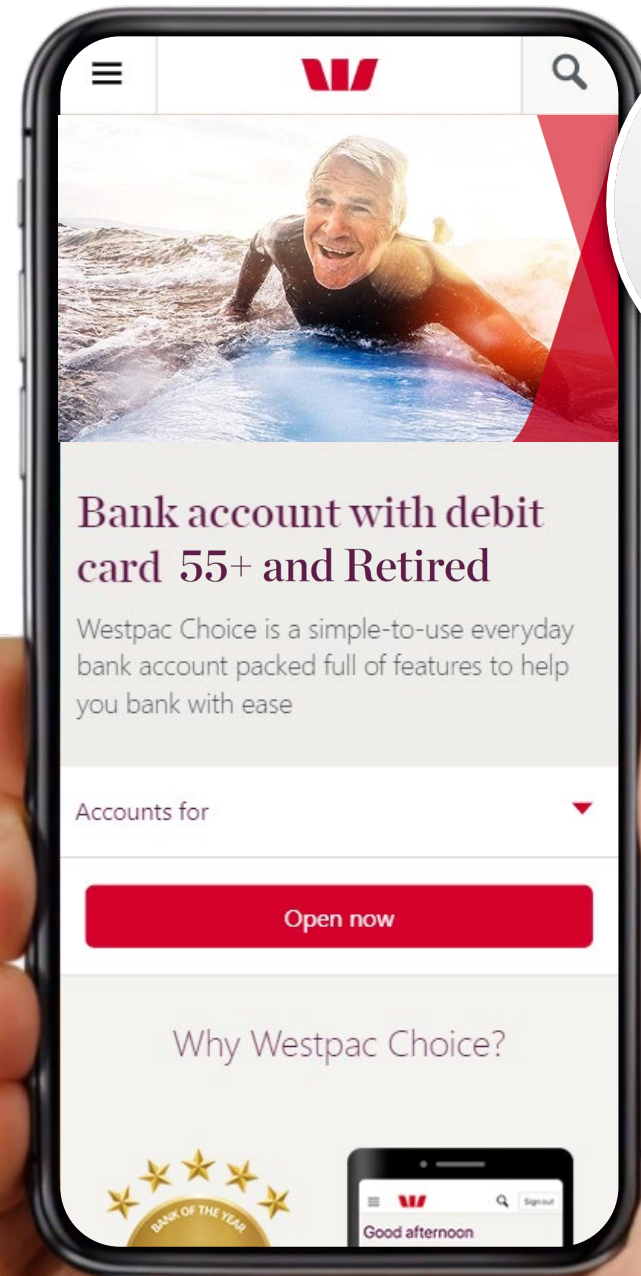 Bank account with debit
card 55+ and Retired
Westpac Choice is a simple-to-use everyday
bank account packed full of features to help
you bank with ease
Accounts for
Open now
Why Westpac Choice?
BANK OF THE YEAR
Sign out
Good afternoon